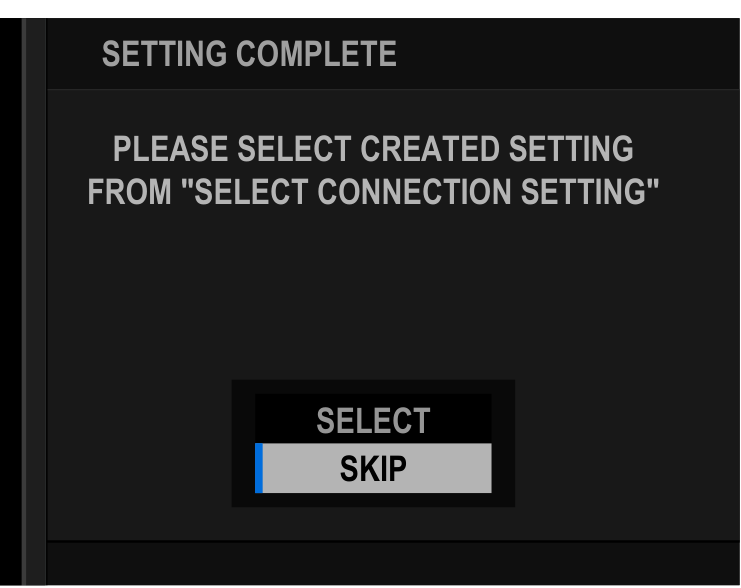 SETTING COMPLETE
PLEASE SELECT CREATED SETTING
FROM "SELECT CONNECTION SETTING"
SELECT
SKIP